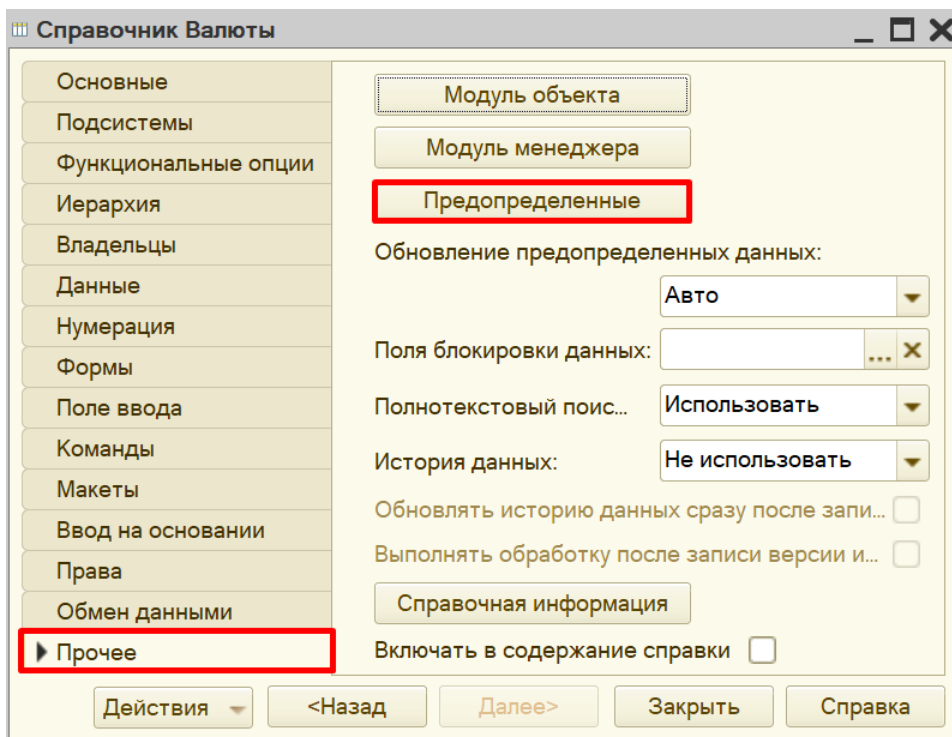 Справочник Валюты
Основные
Подсистемы
Функциональные опции
Иерархия
Владельцы
Данные
Нумерация
Формы
Поле ввода
Команды
Макеты
Ввод на основании
Права
Обмен данными
Прочее
Модуль объекта
Модуль менеджера
Предопределенные
Обновление предопределенных данных:
Авто
Поля блокировки данных: ...
Полнотекстовый поис... Использовать
История данных: Не использовать
Обновлять историю данных сразу после запи...
Выполнять обработку после записи версии и...
Справочная информация
Включать в содержание справки
Действия <Назад Далее> Закрыть Справка